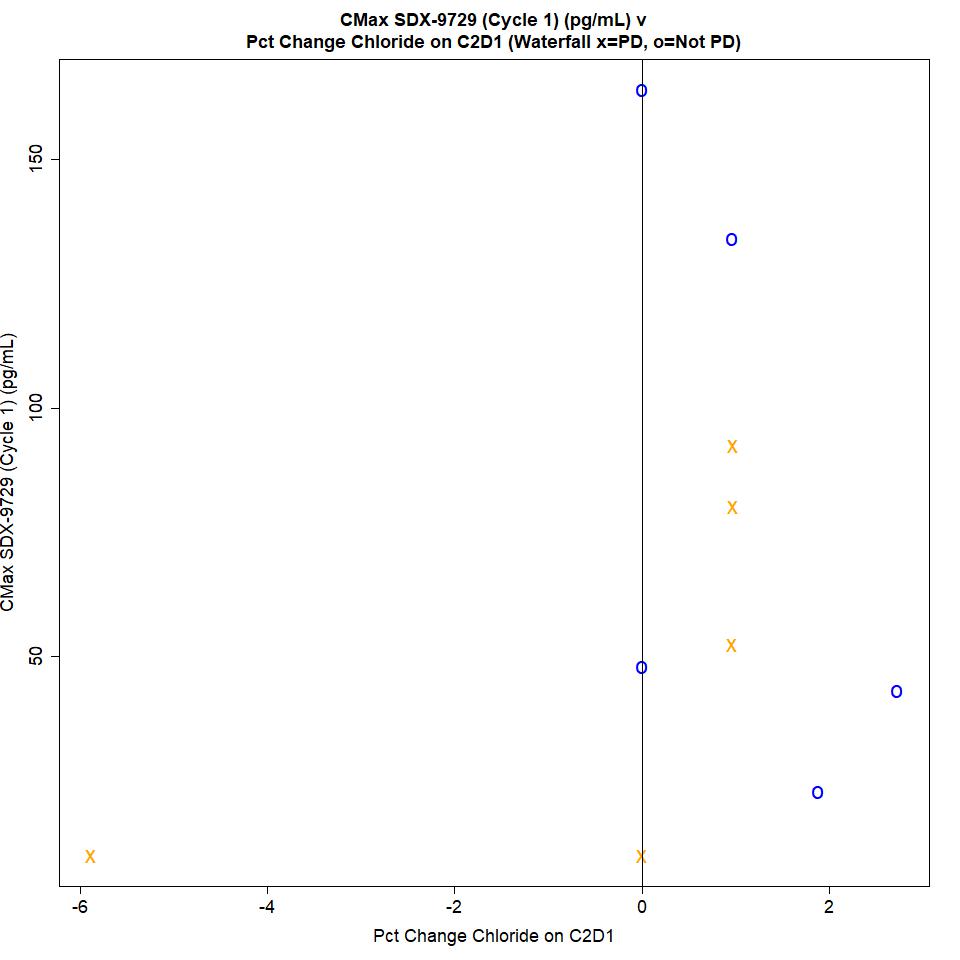 CMax SDX-9729 (Cycle 1) (pg/mL) v
Pct Change Chloride on C2D1 (Waterfall x=PD, o=Not PD)
CMax SDX-9729 (Cycle 1) (pg/mL)
150
100
50
O
O
X
X
X
O
O
O
X
X
-6
-4
-2
0
2
Pct Change Chloride on C2D1